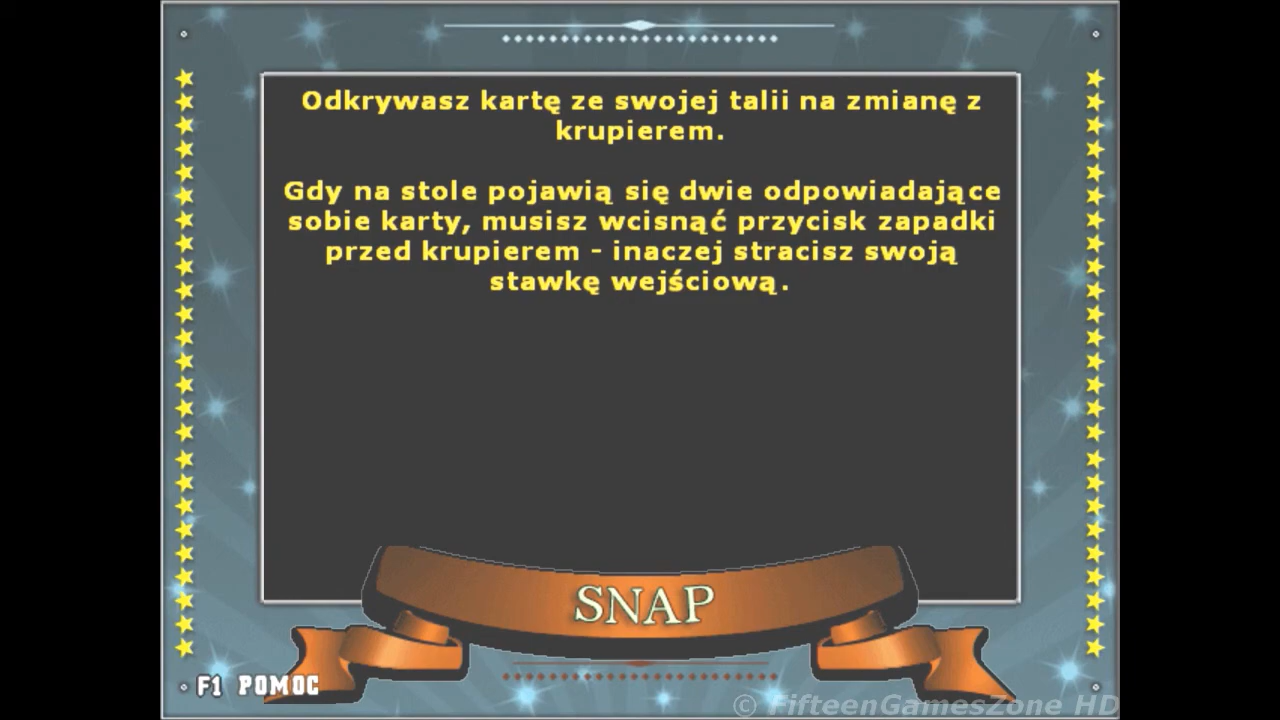 Odkrywasz kartę ze swojej talii na zmianę z
krupierem.
Gdy na stole pojawią się dwie odpowiadające
sobie karty, musisz wcisnąć przycisk zapadki
przed krupierem - inaczej stracisz swoją
stawkę wejściową.
SNAP
F1 POMOC
© FifteenGamesZone HD